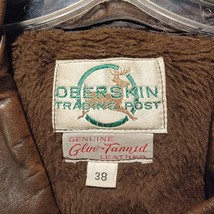 DEERSKIN
TRADING POST
GENUINE
Glove-Tanned
LEATHER
38